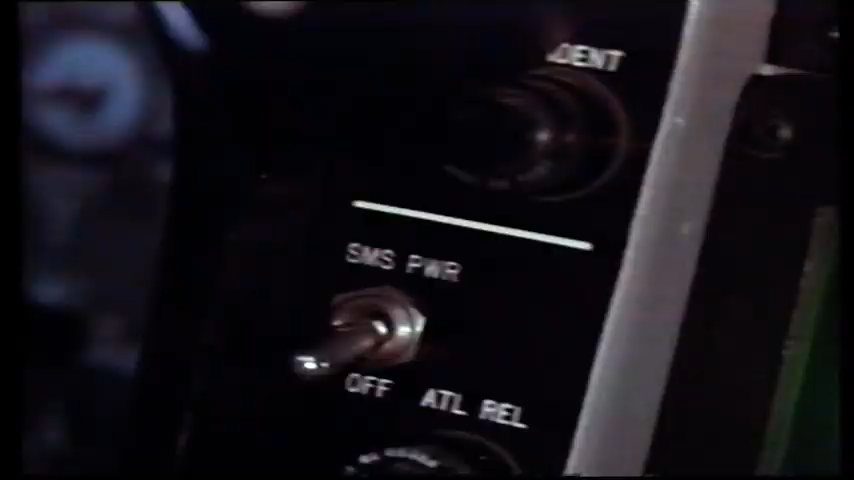 IDENT
SMS PWR
OFF
ATL REL